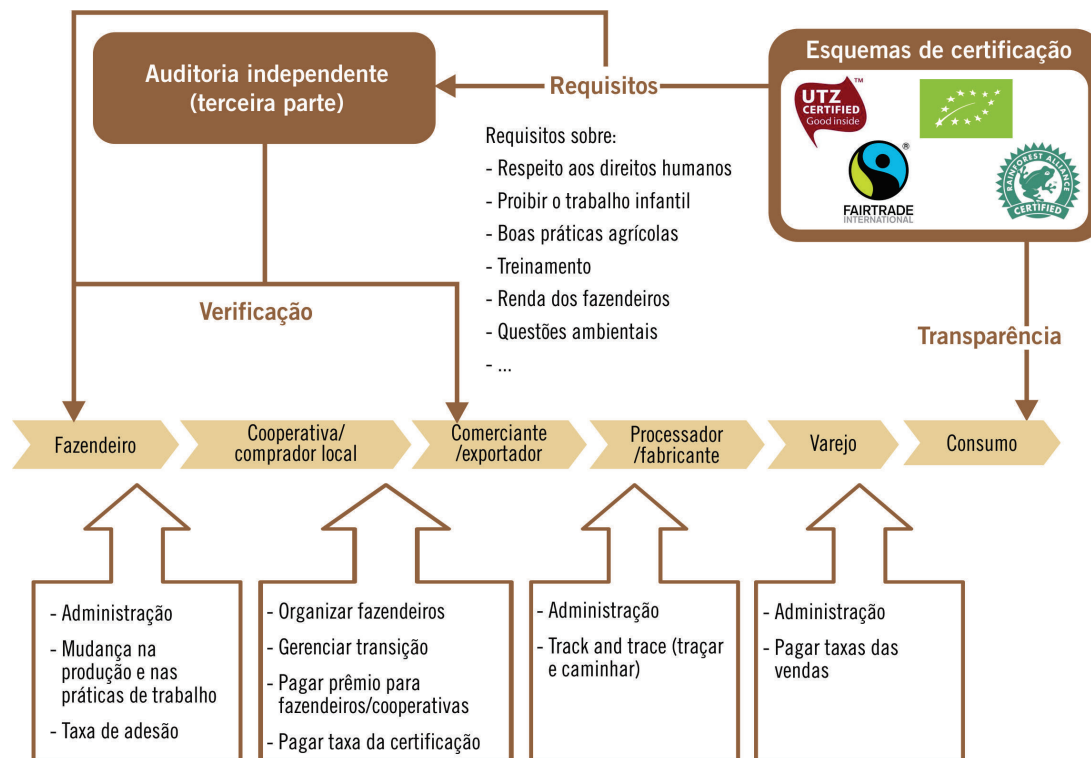 Auditoria independente
(terceira parte)
Requisitos
Esquemas de certificação
UTZ
CERTIFIED
Good inside
™
FAIRTRADE
INTERNATIONAL
®
RAINFOREST ALLIANCE
CERTIFIED
Requisitos sobre:
- Respeito aos direitos humanos
- Proibir o trabalho infantil
- Boas práticas agrícolas
- Treinamento
- Renda dos fazendeiros
- Questões ambientais
- ...
Verificação
Transparência
Fazendeiro
Cooperativa/
comprador local
Comerciante
/exportador
Processador
/fabricante
Varejo
Consumo
- Administração
- Mudança na
produção e nas
práticas de trabalho
- Taxa de adesão
- Organizar fazendeiros
- Gerenciar transição
- Pagar prêmio para
fazendeiros/cooperativas
- Pagar taxa da certificação
- Administração
- Track and trace (traçar
e caminhar)
- Administração
- Pagar taxas das
vendas